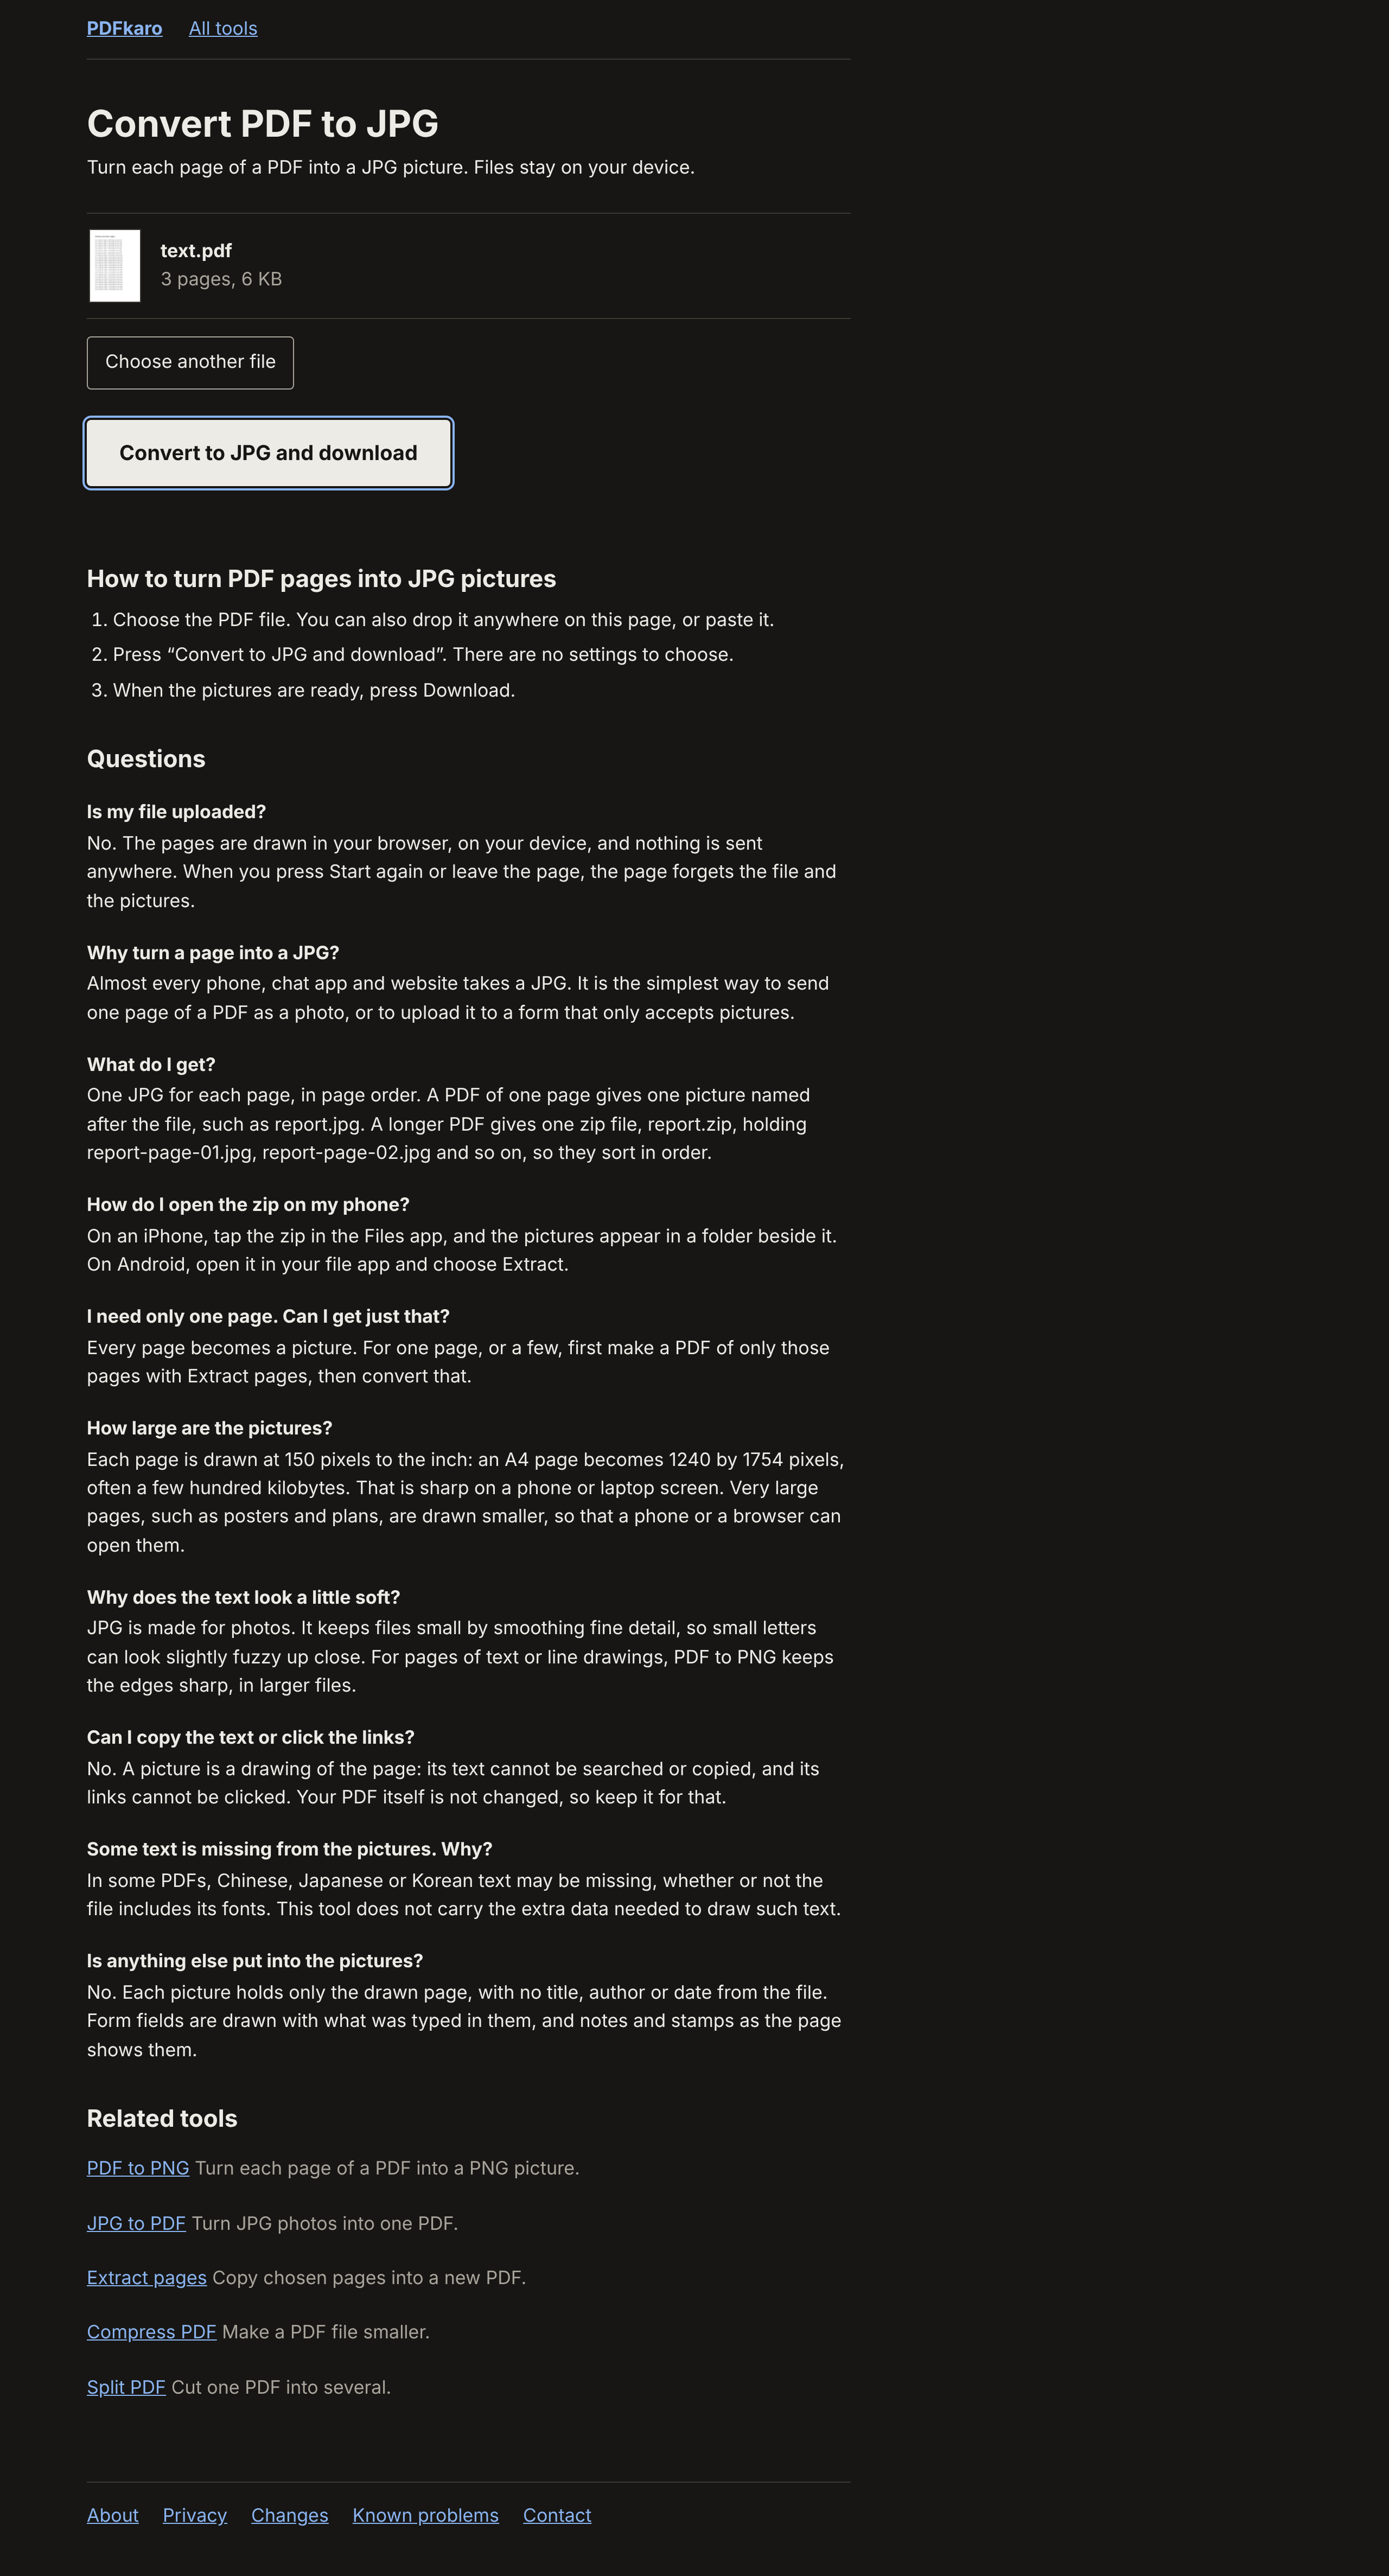 PDFkaro All tools
Convert PDF to JPG
Turn each page of a PDF into a JPG picture. Files stay on your device.
text.pdf
3 pages, 6 KB
Choose another file
Convert to JPG and download
How to turn PDF pages into JPG pictures
1. Choose the PDF file. You can also drop it anywhere on this page, or paste it.
2. Press “Convert to JPG and download”. There are no settings to choose.
3. When the pictures are ready, press Download.
Questions
Is my file uploaded?
No. The pages are drawn in your browser, on your device, and nothing is sent
anywhere. When you press Start again or leave the page, the page forgets the file and
the pictures.
Why turn a page into a JPG?
Almost every phone, chat app and website takes a JPG. It is the simplest way to send
one page of a PDF as a photo, or to upload it to a form that only accepts pictures.
What do I get?
One JPG for each page, in page order. A PDF of one page gives one picture named
after the file, such as report.jpg. A longer PDF gives one zip file, report.zip, holding
report-page-01.jpg, report-page-02.jpg and so on, so they sort in order.
How do I open the zip on my phone?
On an iPhone, tap the zip in the Files app, and the pictures appear in a folder beside it.
On Android, open it in your file app and choose Extract.
I need only one page. Can I get just that?
Every page becomes a picture. For one page, or a few, first make a PDF of only those
pages with Extract pages, then convert that.
How large are the pictures?
Each page is drawn at 150 pixels to the inch: an A4 page becomes 1240 by 1754 pixels,
often a few hundred kilobytes. That is sharp on a phone or laptop screen. Very large
pages, such as posters and plans, are drawn smaller, so that a phone or a browser can
open them.
Why does the text look a little soft?
JPG is made for photos. It keeps files small by smoothing fine detail, so small letters
can look slightly fuzzy up close. For pages of text or line drawings, PDF to PNG keeps
the edges sharp, in larger files.
Can I copy the text or click the links?
No. A picture is a drawing of the page: its text cannot be searched or copied, and its
links cannot be clicked. Your PDF itself is not changed, so keep it for that.
Some text is missing from the pictures. Why?
In some PDFs, Chinese, Japanese or Korean text may be missing, whether or not the
file includes its fonts. This tool does not carry the extra data needed to draw such text.
Is anything else put into the pictures?
No. Each picture holds only the drawn page, with no title, author or date from the file.
Form fields are drawn with what was typed in them, and notes and stamps as the page
shows them.
Related tools
PDF to PNG Turn each page of a PDF into a PNG picture.
JPG to PDF Turn JPG photos into one PDF.
Extract pages Copy chosen pages into a new PDF.
Compress PDF Make a PDF file smaller.
Split PDF Cut one PDF into several.
About Privacy Changes Known problems Contact